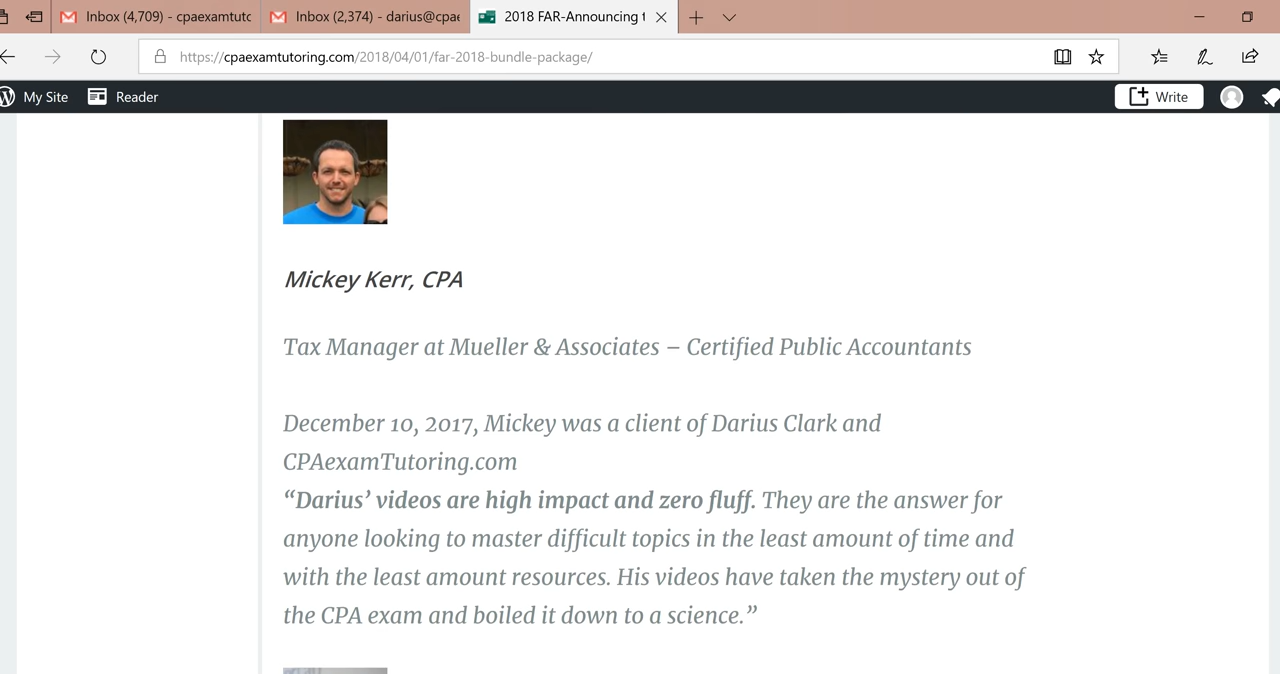 Inbox (4,709) - cpaexamtutc
Inbox (2,374) - darius@cpae
2018 FAR-Announcing t
https://cpaexamtutoring.com/2018/04/01/far-2018-bundle-package/
My Site
Reader
Write
Mickey Kerr, CPA
Tax Manager at Mueller & Associates – Certified Public Accountants
December 10, 2017, Mickey was a client of Darius Clark and
CPAexamTutoring.com
“Darius’ videos are high impact and zero fluff. They are the answer for
anyone looking to master difficult topics in the least amount of time and
with the least amount resources. His videos have taken the mystery out of
the CPA exam and boiled it down to a science.”